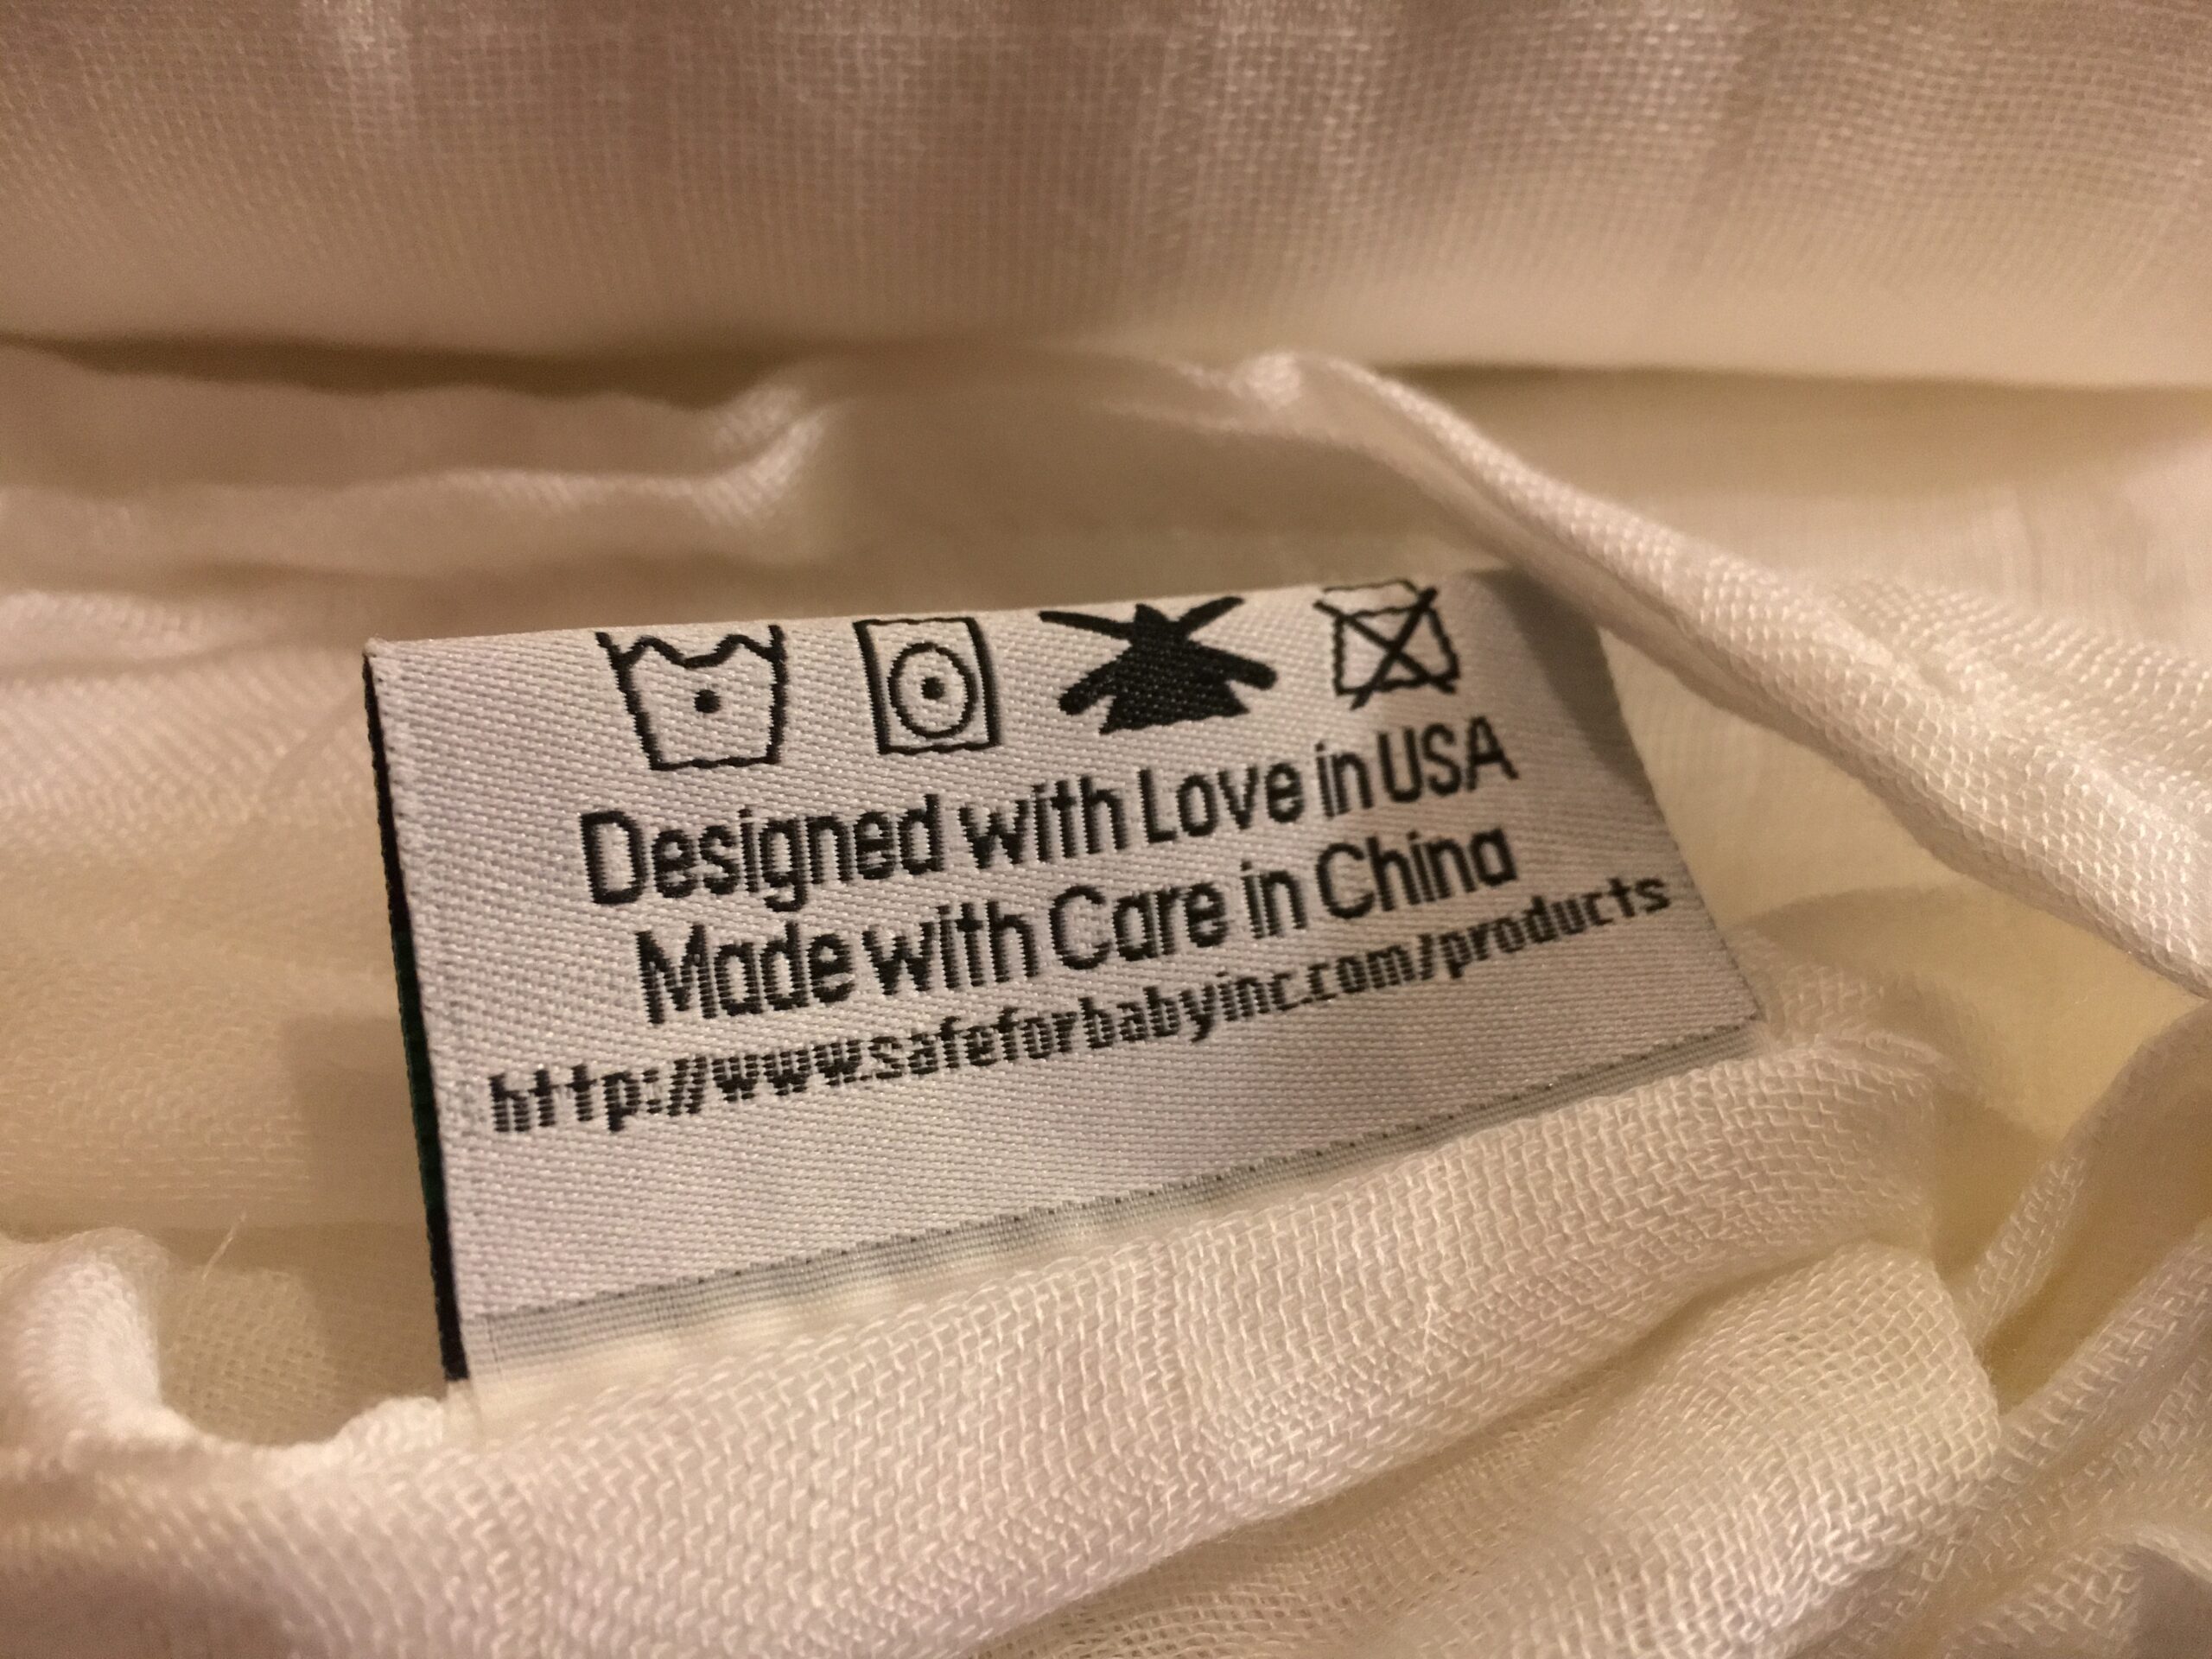 Designed with Love in USA
Made with Care in China
http://www.safeforbabyinc.com/products